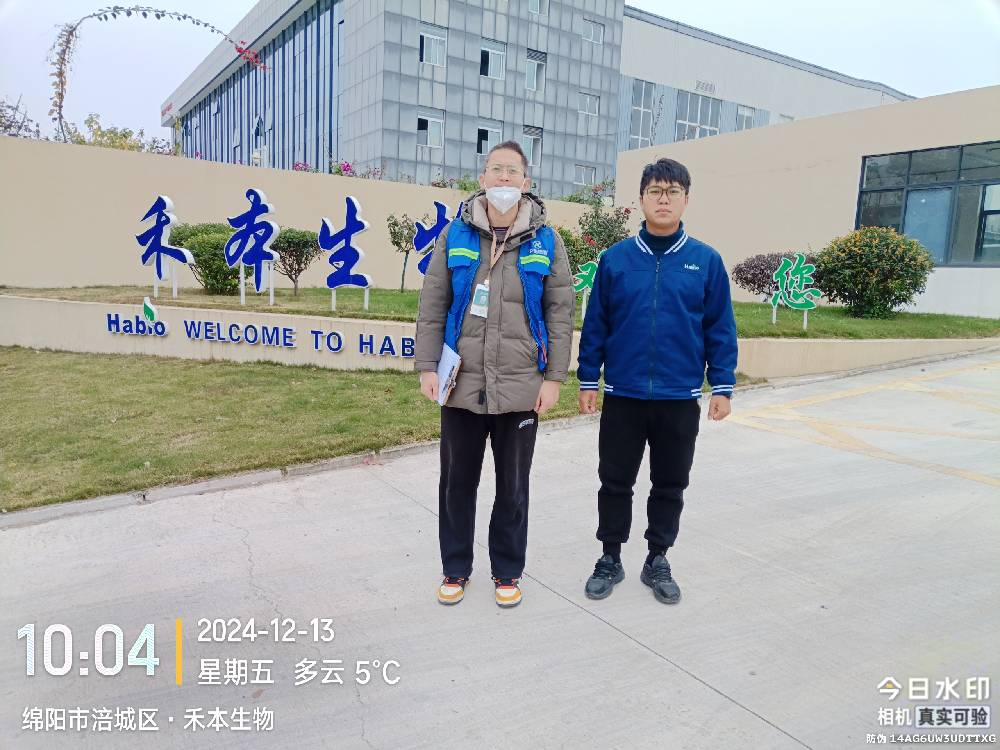 禾本生
您
Habio WELCOME TO HAB
Habio
10:04
2024-12-13
星期五 多云 5°C
绵阳市涪城区·禾本生物
今日水印
相机 真实可验
防伪 14AG6UW3UDTTXG